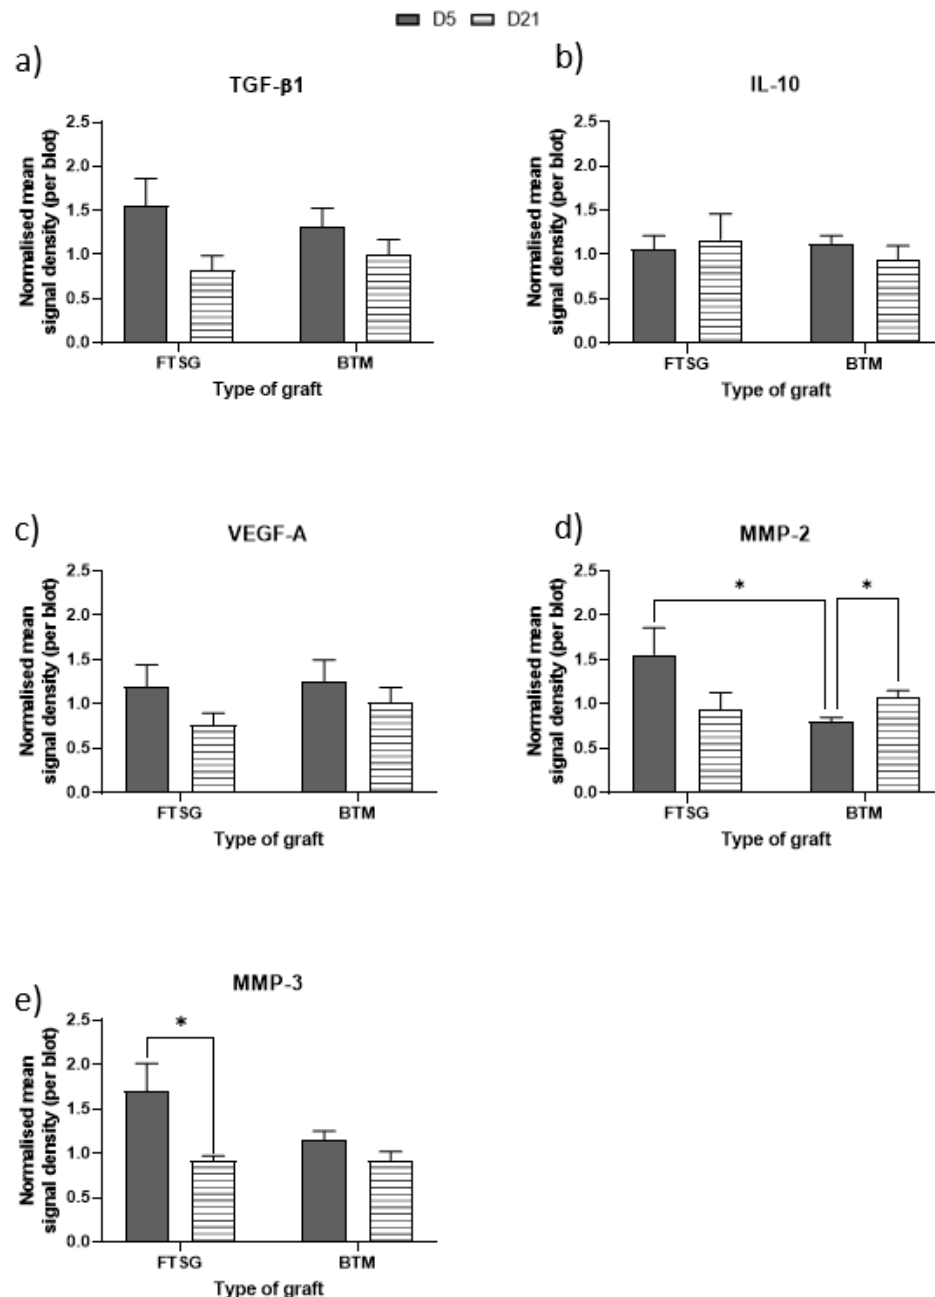 D5 D21
a)
TGF-β1
Normalised mean
signal density (per blot)
2.5
2.0
1.5
1.0
0.5
0.0
FTSG BTM
Type of graft
b)
IL-10
Normalised mean
signal density (per blot)
2.5
2.0
1.5
1.0
0.5
0.0
FTSG BTM
Type of graft
c)
VEGF-A
Normalised mean
signal density (per blot)
2.5
2.0
1.5
1.0
0.5
0.0
FTSG BTM
Type of graft
d)
MMP-2
Normalised mean
signal density (per blot)
2.5
2.0
1.5
1.0
0.5
0.0
* *
FTSG BTM
Type of graft
e)
MMP-3
Normalised mean
signal density (per blot)
2.5
2.0
1.5
1.0
0.5
0.0
*
FTSG BTM
Type of graft